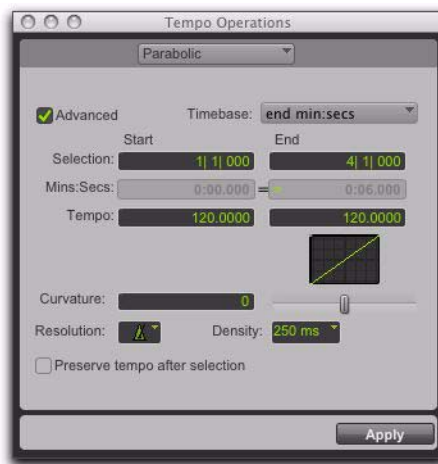 Tempo Operations
Parabolic
Advanced Timebase: end min:secs
Start End
Selection: 1| 1| 000 4| 1| 000
Mins:Secs: 0:00.000 = 0:06.000
Tempo: 120.0000 120.0000
Curvature: 0
Resolution: Density: 250 ms
Preserve tempo after selection
Apply